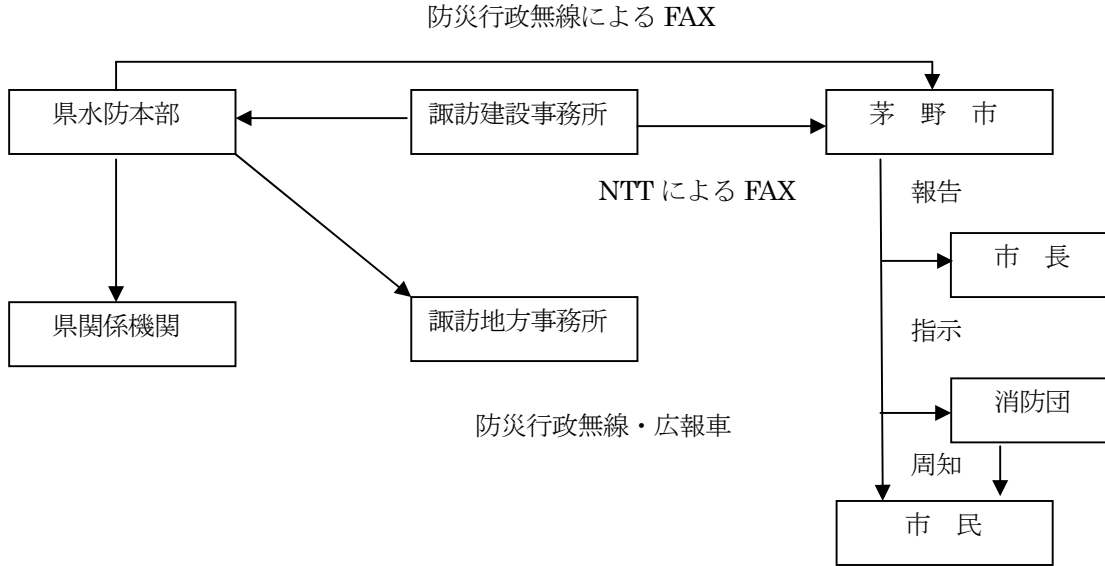 防災行政無線による FAX
県水防本部
諏訪建設事務所
茅　野　市
NTT による FAX
報告
市　長
県関係機関
諏訪地方事務所
指示
消防団
防災行政無線・広報車
周知
市　民